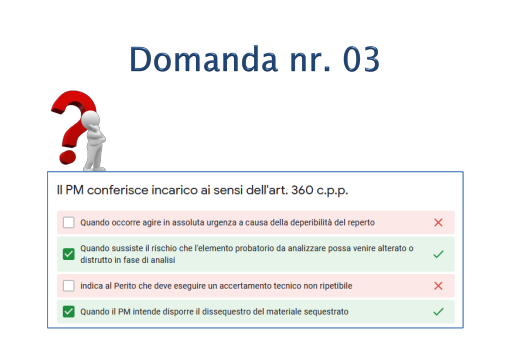 Domanda nr. 03
Il PM conferisce incarico ai sensi dell'art. 360 c.p.p.
Quando occorre agire in assoluta urgenza a causa della deperibilità del reperto
Quando sussiste il rischio che l'elemento probatorio da analizzare possa venire alterato o
distrutto in fase di analisi
indica al Perito che deve eseguire un accertamento tecnico non ripetibile
Quando il PM intende disporre il dissequestro del materiale sequestrato